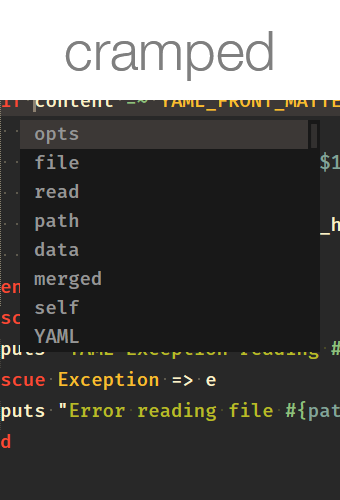 cramped
if content =~ YAML_FRONT_MATTE
opts
file
$1
read
path
_h
data
merged
en
self
sc
YAML
puts "YAML Exception reading #
scue Exception => e
puts "Error reading file #{pat
d